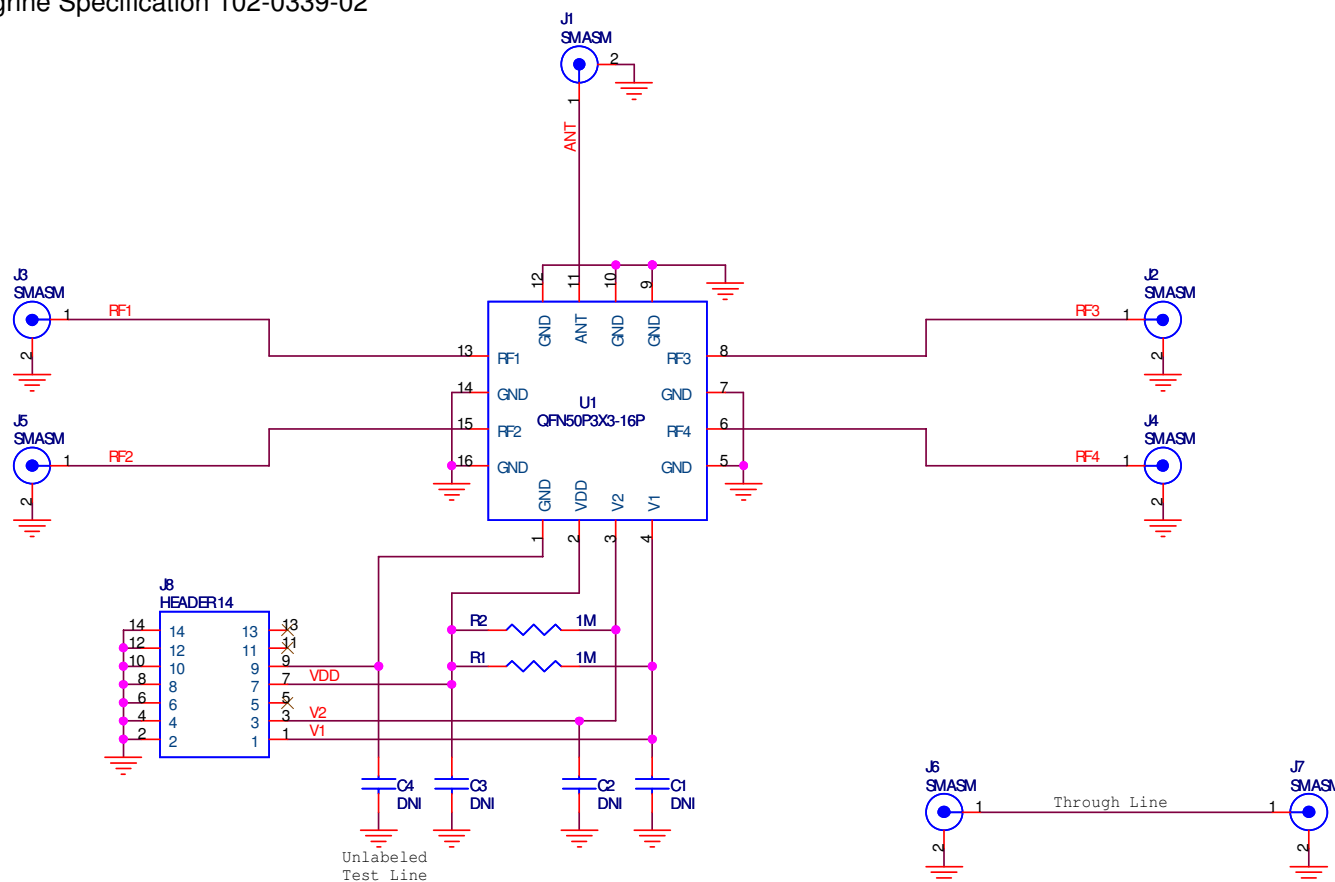 Specification 102-0339-02
J1
SMASM
2
1
ANT
J3
SMASM
1
RF1
2
J2
SMASM
RF3
1
2
12
11
10
9
GND
ANT
GND
GND
13
RF1
RF3
8
14
GND
GND
7
U1
QFN50P3X3-16P
15
RF2
RF4
6
16
GND
GND
5
GND
VDD
V2
V1
1
2
3
4
J5
SMASM
1
RF2
2
J4
SMASM
RF4
1
2
J8
HEADER14
14 14 13 13
12 12 11 11
10 10 9 9
8 8 7 7 VDD
6 6 5 5
4 4 3 3 V2
2 2 1 1 V1
R2 1M
R1 1M
C4
DNI
C3
DNI
C2
DNI
C1
DNI
Unlabeled
Test Line
J6
SMASM
1
2
Through Line
J7
SMASM
1
2